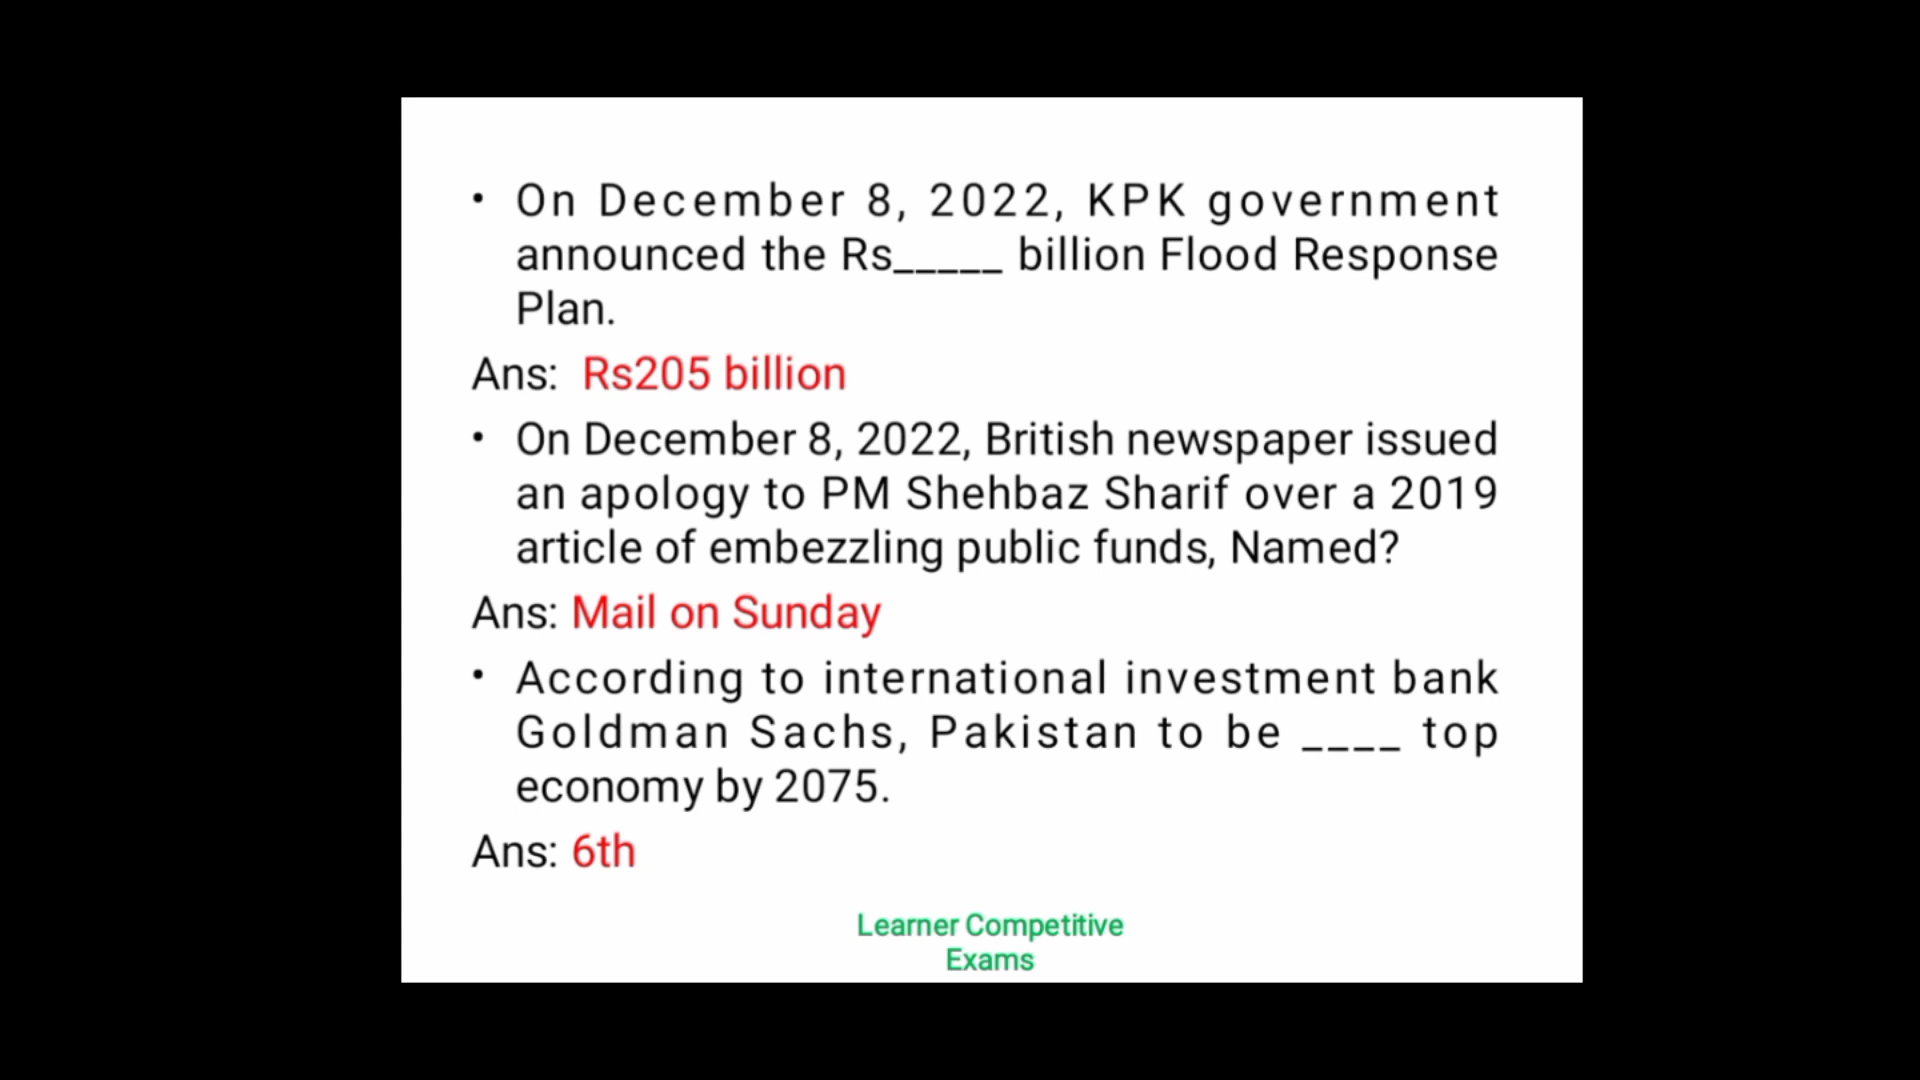 • On December 8, 2022, KPK government
announced the Rs_____ billion Flood Response
Plan.
Ans: Rs205 billion
• On December 8, 2022, British newspaper issued
an apology to PM Shehbaz Sharif over a 2019
article of embezzling public funds, Named?
Ans: Mail on Sunday
• According to international investment bank
Goldman Sachs, Pakistan to be ____ top
economy by 2075.
Ans: 6th
Learner Competitive
Exams